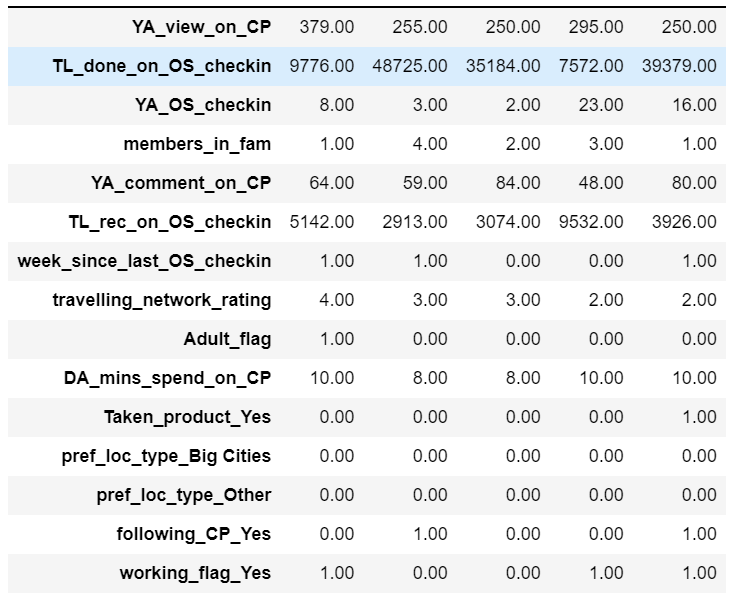 YA_view_on_CP 379.00 255.00 250.00 295.00 250.00
TL_done_on_OS_checkin 9776.00 48725.00 35184.00 7572.00 39379.00
YA_OS_checkin 8.00 3.00 2.00 23.00 16.00
members_in_fam 1.00 4.00 2.00 3.00 1.00
YA_comment_on_CP 64.00 59.00 84.00 48.00 80.00
TL_rec_on_OS_checkin 5142.00 2913.00 3074.00 9532.00 3926.00
week_since_last_OS_checkin 1.00 1.00 0.00 0.00 1.00
travelling_network_rating 4.00 3.00 3.00 2.00 2.00
Adult_flag 1.00 0.00 0.00 0.00 0.00
DA_mins_spend_on_CP 10.00 8.00 8.00 10.00 10.00
Taken_product_Yes 0.00 0.00 0.00 0.00 1.00
pref_loc_type_Big Cities 0.00 0.00 0.00 0.00 0.00
pref_loc_type_Other 0.00 0.00 0.00 0.00 0.00
following_CP_Yes 0.00 1.00 0.00 0.00 1.00
working_flag_Yes 1.00 0.00 0.00 1.00 1.00